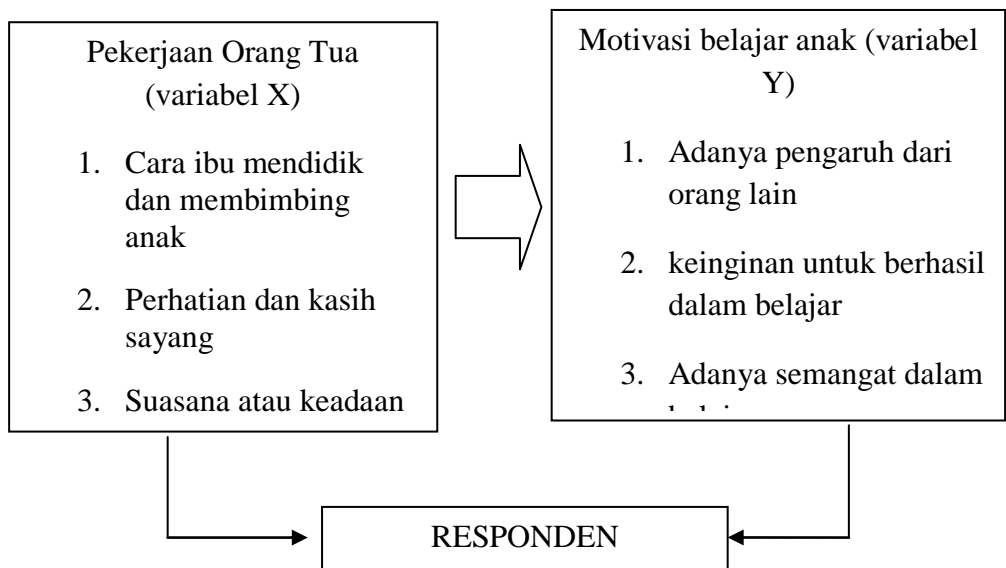 Pekerjaan Orang Tua
(variabel X)
1. Cara ibu mendidik
dan membimbing
anak
2. Perhatian dan kasih
sayang
3. Suasana atau keadaan
Motivasi belajar anak (variabel
Y)
1. Adanya pengaruh dari
orang lain
2. keinginan untuk berhasil
dalam belajar
3. Adanya semangat dalam
RESPONDEN